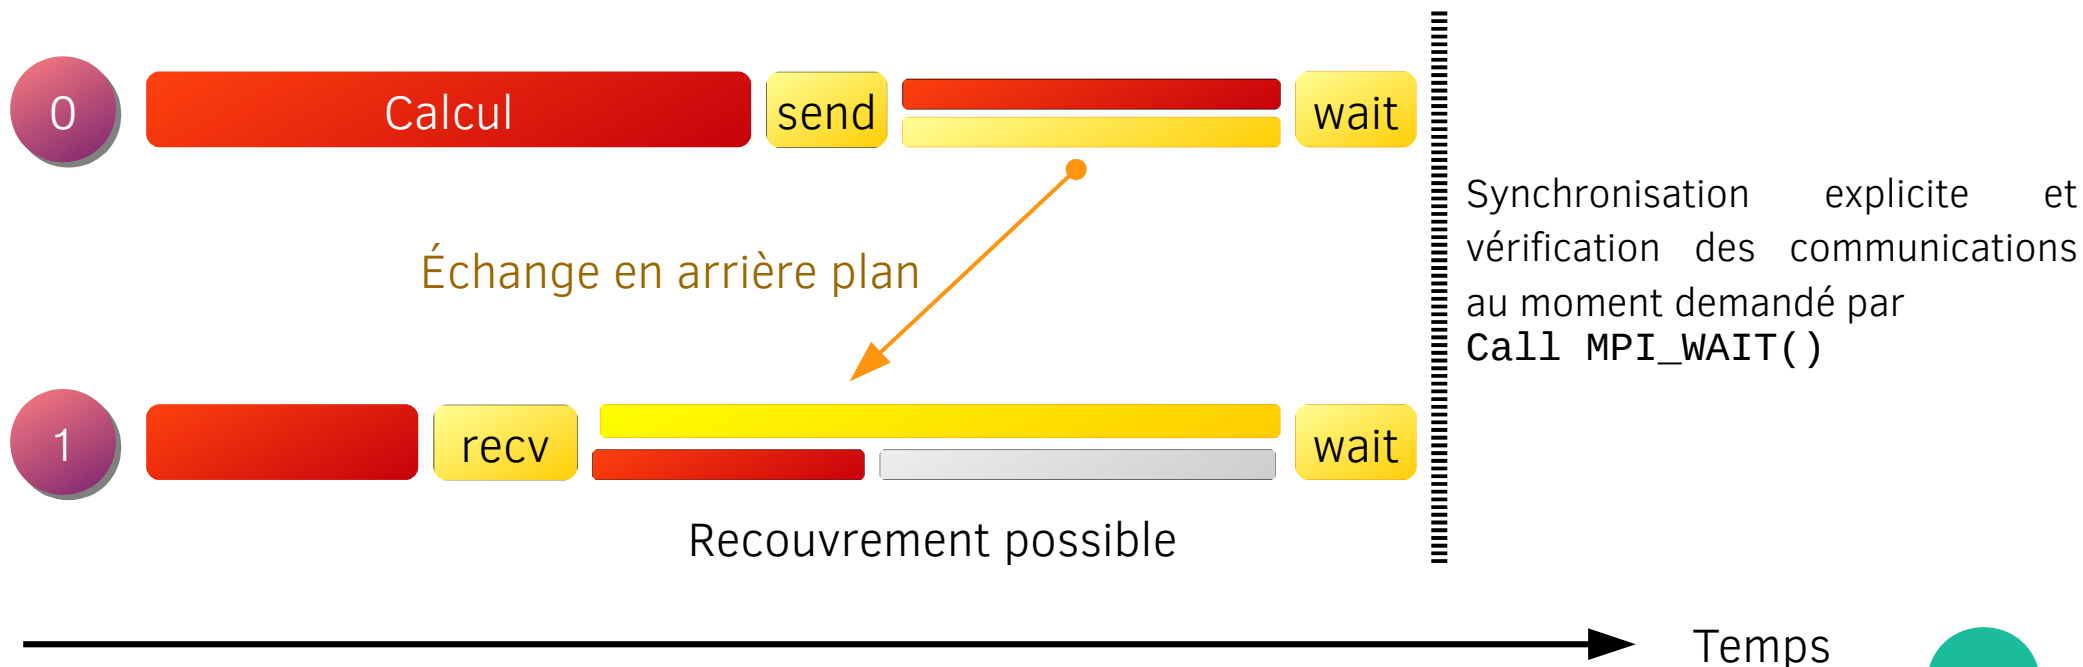 0
Calcul
send
wait
Synchronisation explicite et
vérification des communications
au moment demandé par
Call MPI_WAIT()
Échange en arrière plan
1
recv
wait
Recouvrement possible
Temps